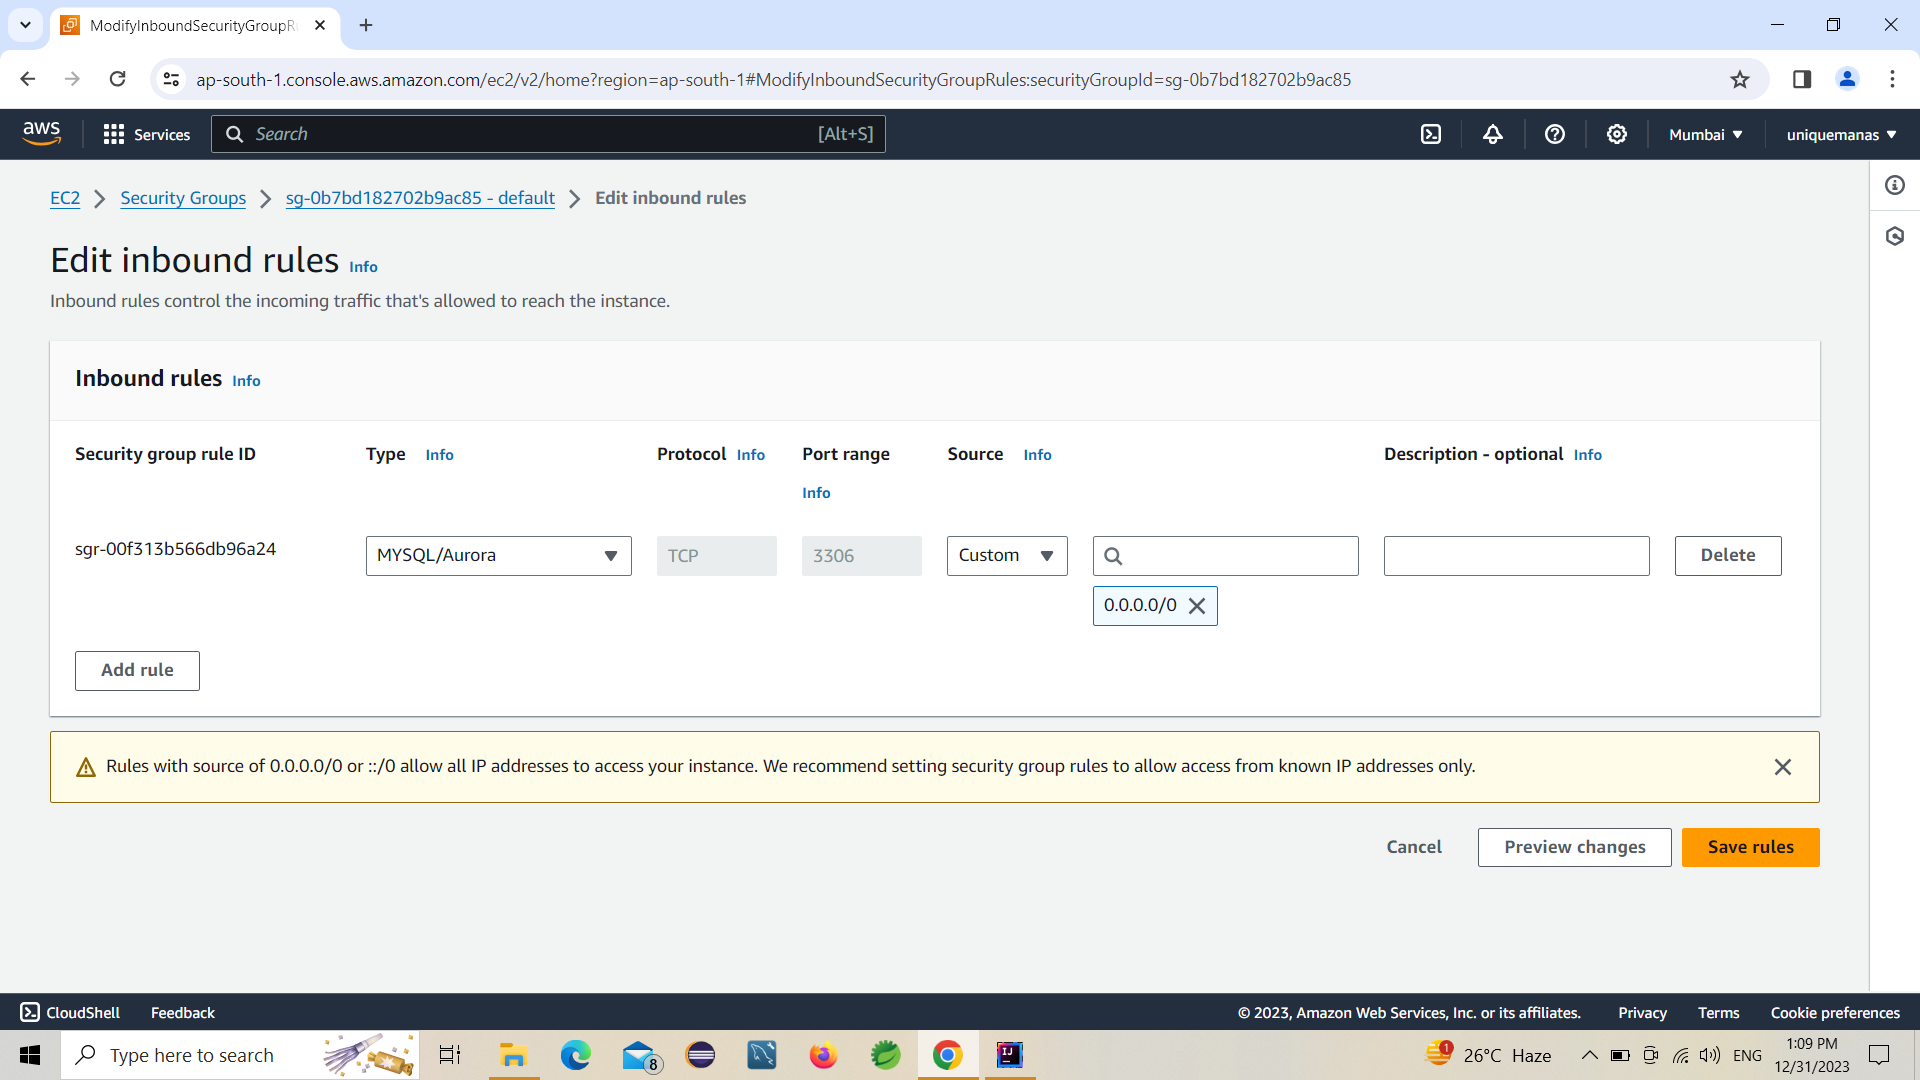 ModifyInboundSecurityGroupR
ap-south-1.console.aws.amazon.com/ec2/v2/home?region=ap-south-1#ModifyInboundSecurityGroupRules:securityGroupId=sg-0b7bd182702b9ac85
aws Services Search [Alt+S] Mumbai uniquemanas
EC2 Security Groups sg-0b7bd182702b9ac85 - default Edit inbound rules
Edit inbound rules Info
Inbound rules control the incoming traffic that's allowed to reach the instance.
Inbound rules Info
Security group rule ID Type Info Protocol Info Port range Info Source Info Description - optional Info
sgr-00f313b566db96a24 MYSQL/Aurora TCP 3306 Custom Delete
0.0.0.0/0
Add rule
Rules with source of 0.0.0.0/0 or ::/0 allow all IP addresses to access your instance. We recommend setting security group rules to allow access from known IP addresses only.
Cancel Preview changes Save rules
CloudShell Feedback © 2023, Amazon Web Services, Inc. or its affiliates. Privacy Terms Cookie preferences
Type here to search 8 IJ 1 26°C Haze ENG 1:09 PM
12/31/2023